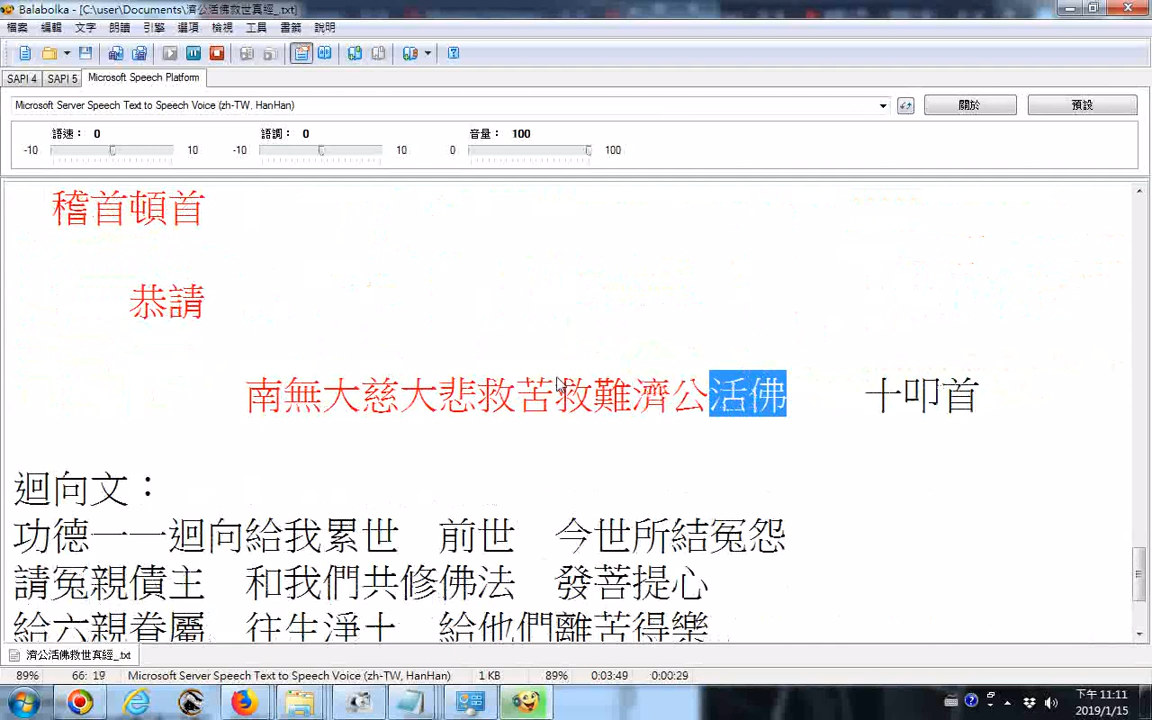 Balabolka - [C:\user\Documents\濟公活佛救世真經_.txt]
檔案 編輯 文字 朗讀 引擎 選項 檢視 工具 書籤 說明
SAPI 4 SAPI 5 Microsoft Speech Platform
Microsoft Server Speech Text to Speech Voice (zh-TW, HanHan) 關於 預設
語速： 0 語調： 0 音量： 100
-10 10 -10 10 0 100
稽首頓首
恭請
南無大慈大悲救苦救難濟公活佛 十叩首
迴向文：
功德一一迴向給我累世 前世 今世所結冤怨
請冤親債主 和我們共修佛法 發菩提心
給六親眷屬 往生淨土 給他們離苦得樂
濟公活佛救世真經_.txt
89% 66: 19 Microsoft Server Speech Text to Speech Voice (zh-TW, HanHan) 1 KB 89% 0:03:49 0:00:29
下午 11:11
2019/1/15